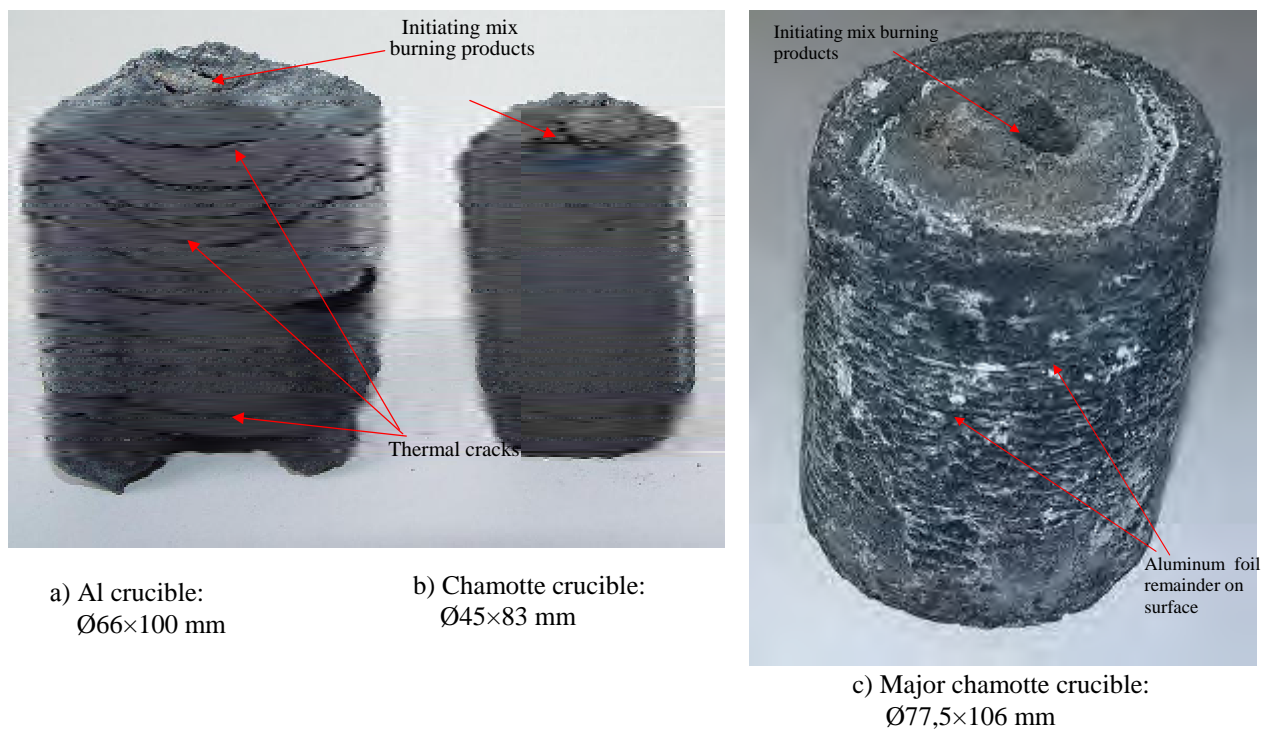 Initiating mix
burning products
Thermal cracks
a) Al crucible:
Ø66×100 mm
b) Chamotte crucible:
Ø45×83 mm
Initiating mix burning
products
Aluminum foil
remainder on
surface
c) Major chamotte crucible:
Ø77,5×106 mm